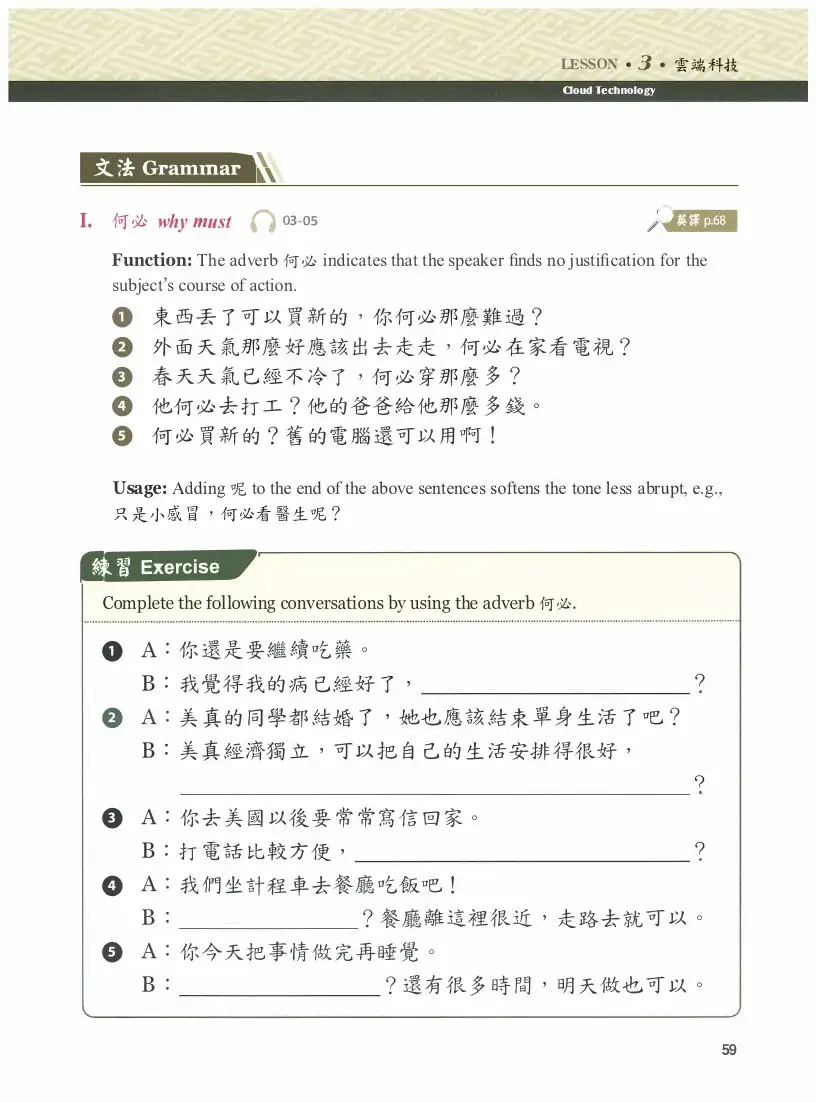 LESSON • 3 • 雲端科技
Cloud Technology
文法 Grammar
I. 何必 why must 03-05 英譯 p.68
Function: The adverb 何必 indicates that the speaker finds no justification for the
subject's course of action.
1 東西丟了可以買新的，你何必那麼難過？
2 外面天氣那麼好應該出去走走，何必在家看電視？
3 春天天氣已經不冷了，何必穿那麼多？
4 他何必去打工？他的爸爸給他那麼多錢。
5 何必買新的？舊的電腦還可以用啊！
Usage: Adding 呢 to the end of the above sentences softens the tone less abrupt, e.g.,
只是小感冒，何必看醫生呢？
練習 Exercise
Complete the following conversations by using the adverb 何必.
1 A：你還是要繼續吃藥。
B：我覺得我的病已經好了，______________________？
2 A：美真的同學都結婚了，她也應該結束單身生活了吧？
B：美真經濟獨立，可以把自己的生活安排得很好，
______________________？
3 A：你去美國以後要常常寫信回家。
B：打電話比較方便，______________________？
4 A：我們坐計程車去餐廳吃飯吧！
B：______________？餐廳離這裡很近，走路去就可以。
5 A：你今天把事情做完再睡覺。
B：______________？還有很多時間，明天做也可以。
59